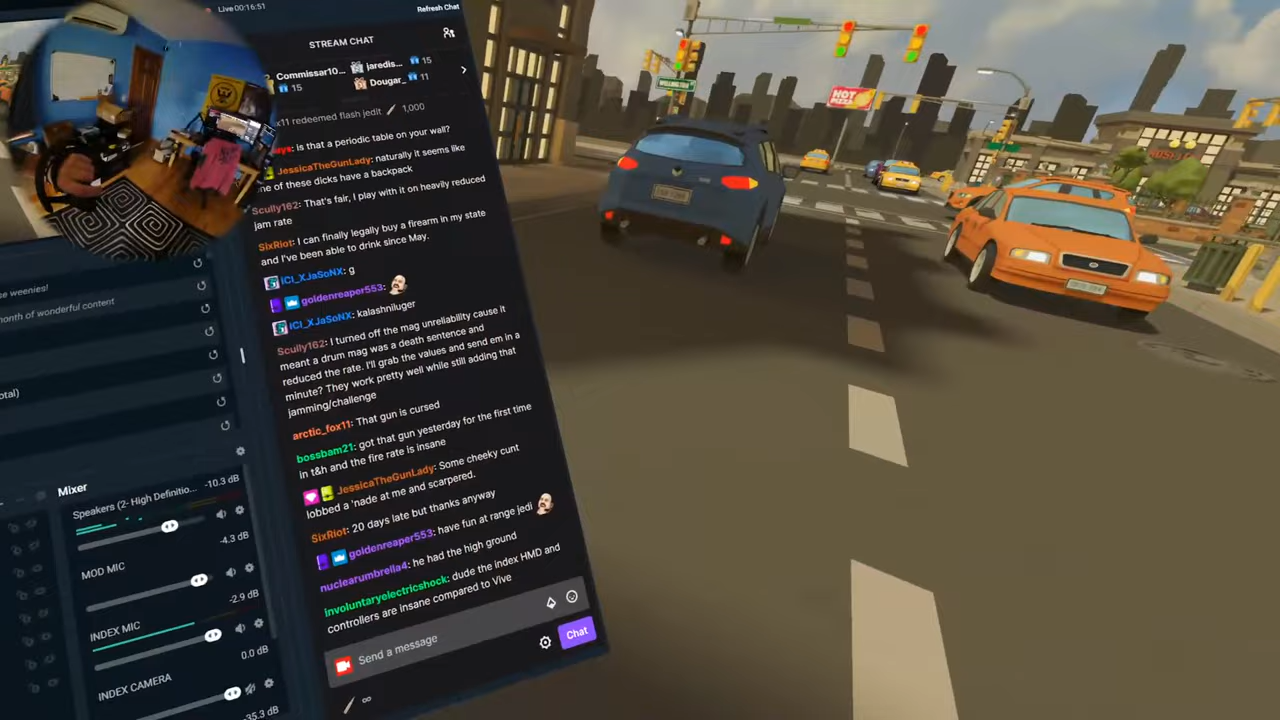 Live 00:16:51
Refresh Chat
STREAM CHAT
Commissar10...
15
jaredis...
15
Dougar_
11
11 redeemed flash jedit 1,000
is that a periodic table on your wall?
JessicaTheGunLady: naturally it seems like
one of these dicks have a backpack
Scully162: That's fair, I play with it on heavily reduced
jam rate
SixRiot: I can finally legally buy a firearm in my state
and I've been able to drink since May.
ICI_XJaSoNX: g
goldenreaper553:
ICI_XJaSoNX: kalashniluger
Scully162: I turned off the mag unreliability cause it
meant a drum mag was a death sentence and
reduced the rate. I'll grab the values and send em in a
minute? They work pretty well while still adding that
jamming/challenge
arctic_fox11: That gun is cursed
bossbam21: got that gun yesterday for the first time
in t&h and the fire rate is insane
JessicaTheGunLady: Some cheeky cunt
lobbed a 'nade at me and scarpered.
SixRiot: 20 days late but thanks anyway
goldenreaper553: have fun at range jedi
nuclearumbrella4: he had the high ground
involuntaryelectricshock: dude the index HMD and
controllers are insane compared to Vive
Send a message
Chat
se weenies!
month of wonderful content
otal)
Mixer
Speakers (2- High Definitio...
-10.3 dB
MOD MIC
-4.3 dB
INDEX MIC
-2.9 dB
INDEX CAMERA
0.0 dB
-35.3 dB
WELLINGTON
HOT
PIZZA